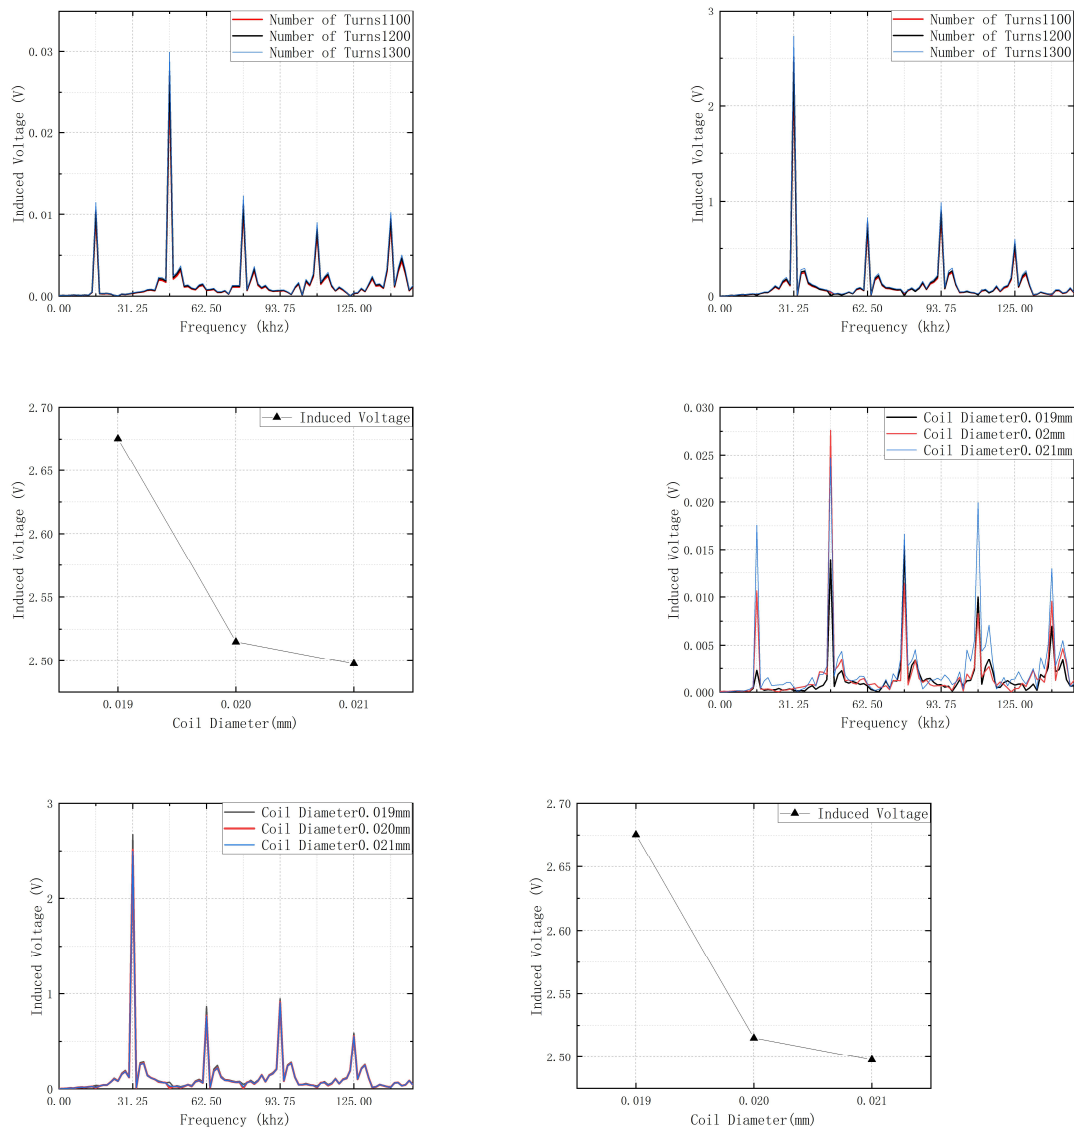 Number of Turns1100
Number of Turns1200
Number of Turns1300
0.03
0.02
0.01
0.00
Induced Voltage (V)
0.00 31.25 62.50 93.75 125.00
Frequency (khz)
Number of Turns1100
Number of Turns1200
Number of Turns1300
3
2
1
0
Induced Voltage (V)
0.00 31.25 62.50 93.75 125.00
Frequency (khz)
Induced Voltage
2.70
2.65
2.60
2.55
2.50
Induced Voltage (V)
0.019 0.020 0.021
Coil Diameter(mm)
Coil Diameter0.019mm
Coil Diameter0.02mm
Coil Diameter0.021mm
0.030
0.025
0.020
0.015
0.010
0.005
0.000
Induced Voltage (V)
0.00 31.25 62.50 93.75 125.00
Frequency (khz)
Coil Diameter0.019mm
Coil Diameter0.020mm
Coil Diameter0.021mm
3
2
1
0
Induced Voltage (V)
0.00 31.25 62.50 93.75 125.00
Frequency (khz)
Induced Voltage
2.70
2.65
2.60
2.55
2.50
Induced Voltage (V)
0.019 0.020 0.021
Coil Diameter(mm)